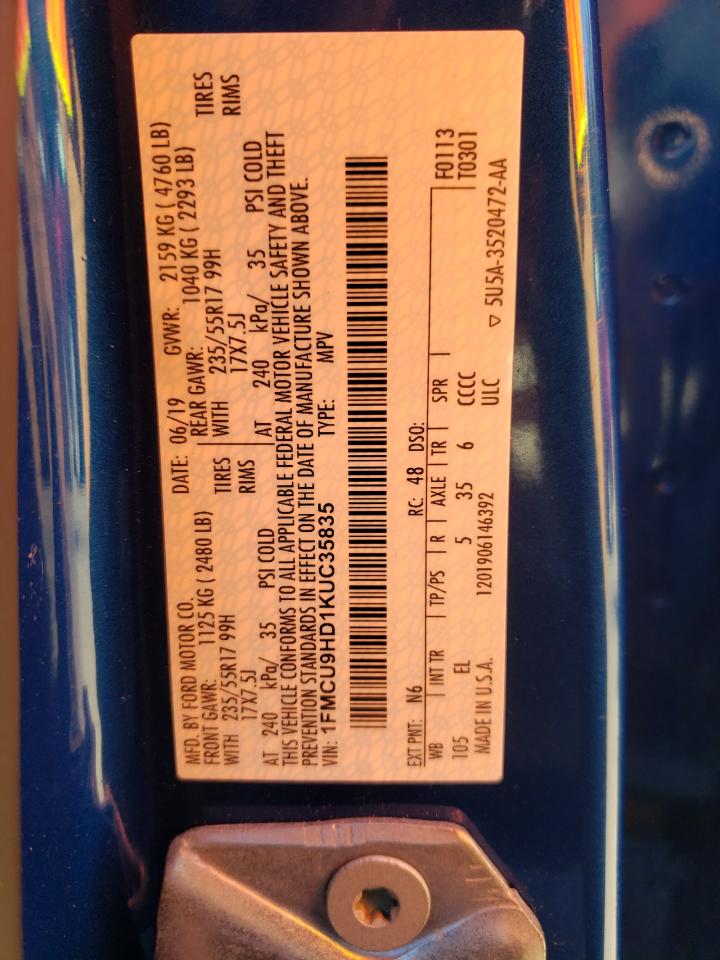 MFD. BY FORD MOTOR CO. DATE: 06/19 GVWR: 2159 KG ( 4760 LB)
FRONT GAWR: 1125 KG ( 2480 LB) REAR GAWR: 1040 KG ( 2293 LB)
WITH 235/55R17 99H TIRES WITH 235/55R17 99H TIRES
17X7.5J RIMS 17X7.5J RIMS
AT 240 kPa/ 35 PSI COLD AT 240 kPa/ 35 PSI COLD
THIS VEHICLE CONFORMS TO ALL APPLICABLE FEDERAL MOTOR VEHICLE SAFETY AND THEFT
PREVENTION STANDARDS IN EFFECT ON THE DATE OF MANUFACTURE SHOWN ABOVE.
VIN: 1FMCU9HD1KUC35835 TYPE: MPV
EXT PNT: N6 RC: 48 DSO: F0113
WB INT TR TP/PS R AXLE TR SPR T0301
105 EL 5 35 6 CCCC
MADE IN U.S.A. 1201906146392 ULC ▽ 5U5A-3520472-AA